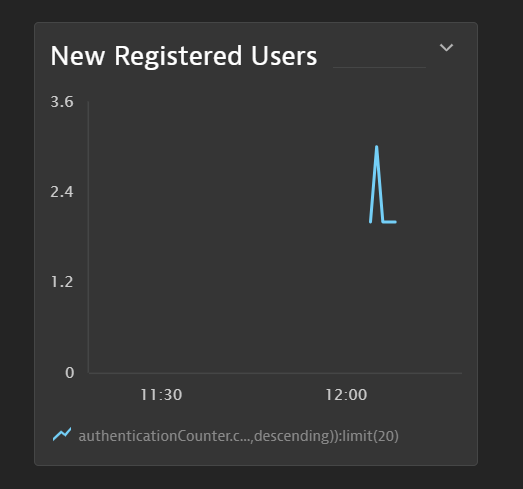 New Registered Users
3.6
2.4
1.2
0
11:30 12:00
authenticationCounter.c...,descending)):limit(20)